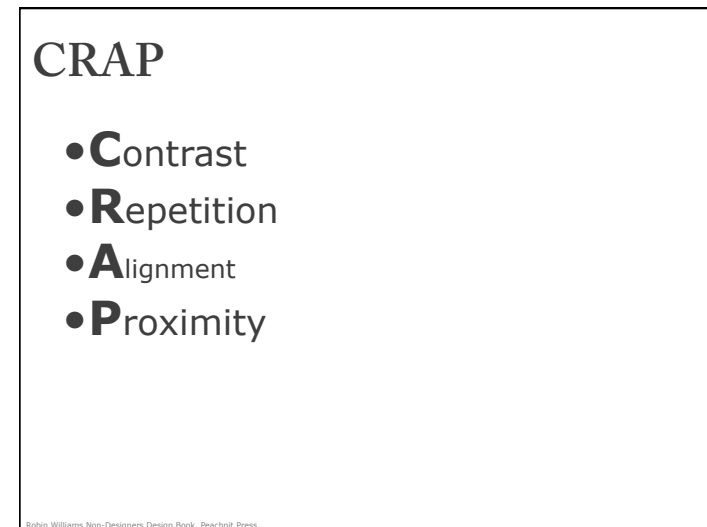 CRAP
•Contrast
•Repetition
•Alignment
•Proximity
Robin Williams Non-Designers Design Book, Peachpit Press